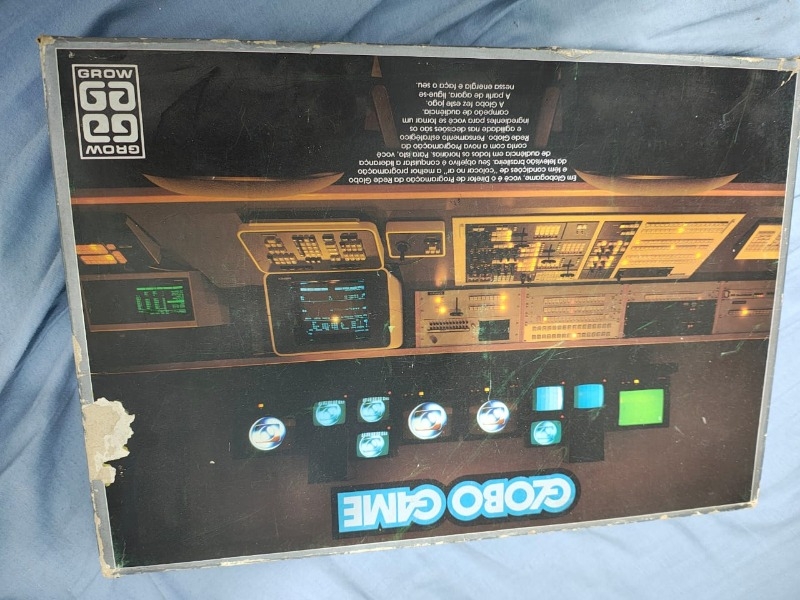 GLOBO GAME
Em Globogame, você é o Diretor de Programação da Rede Globo
e têm condições de "colocar no ar" a melhor programação
da televisão brasileira. Seu objetivo é conquistar a liderança
de audiência em todos os horários. Para isto, você
conta com a nova Programação da
Rede Globo. Pensamento estratégico
e agilidade nas decisões são os
ingredientes para você se formar um
campeão de audiência.
A Globo fez este jogo.
A partir de agora, ligue-se
nessa energia e faça o seu.
GROW
GROW